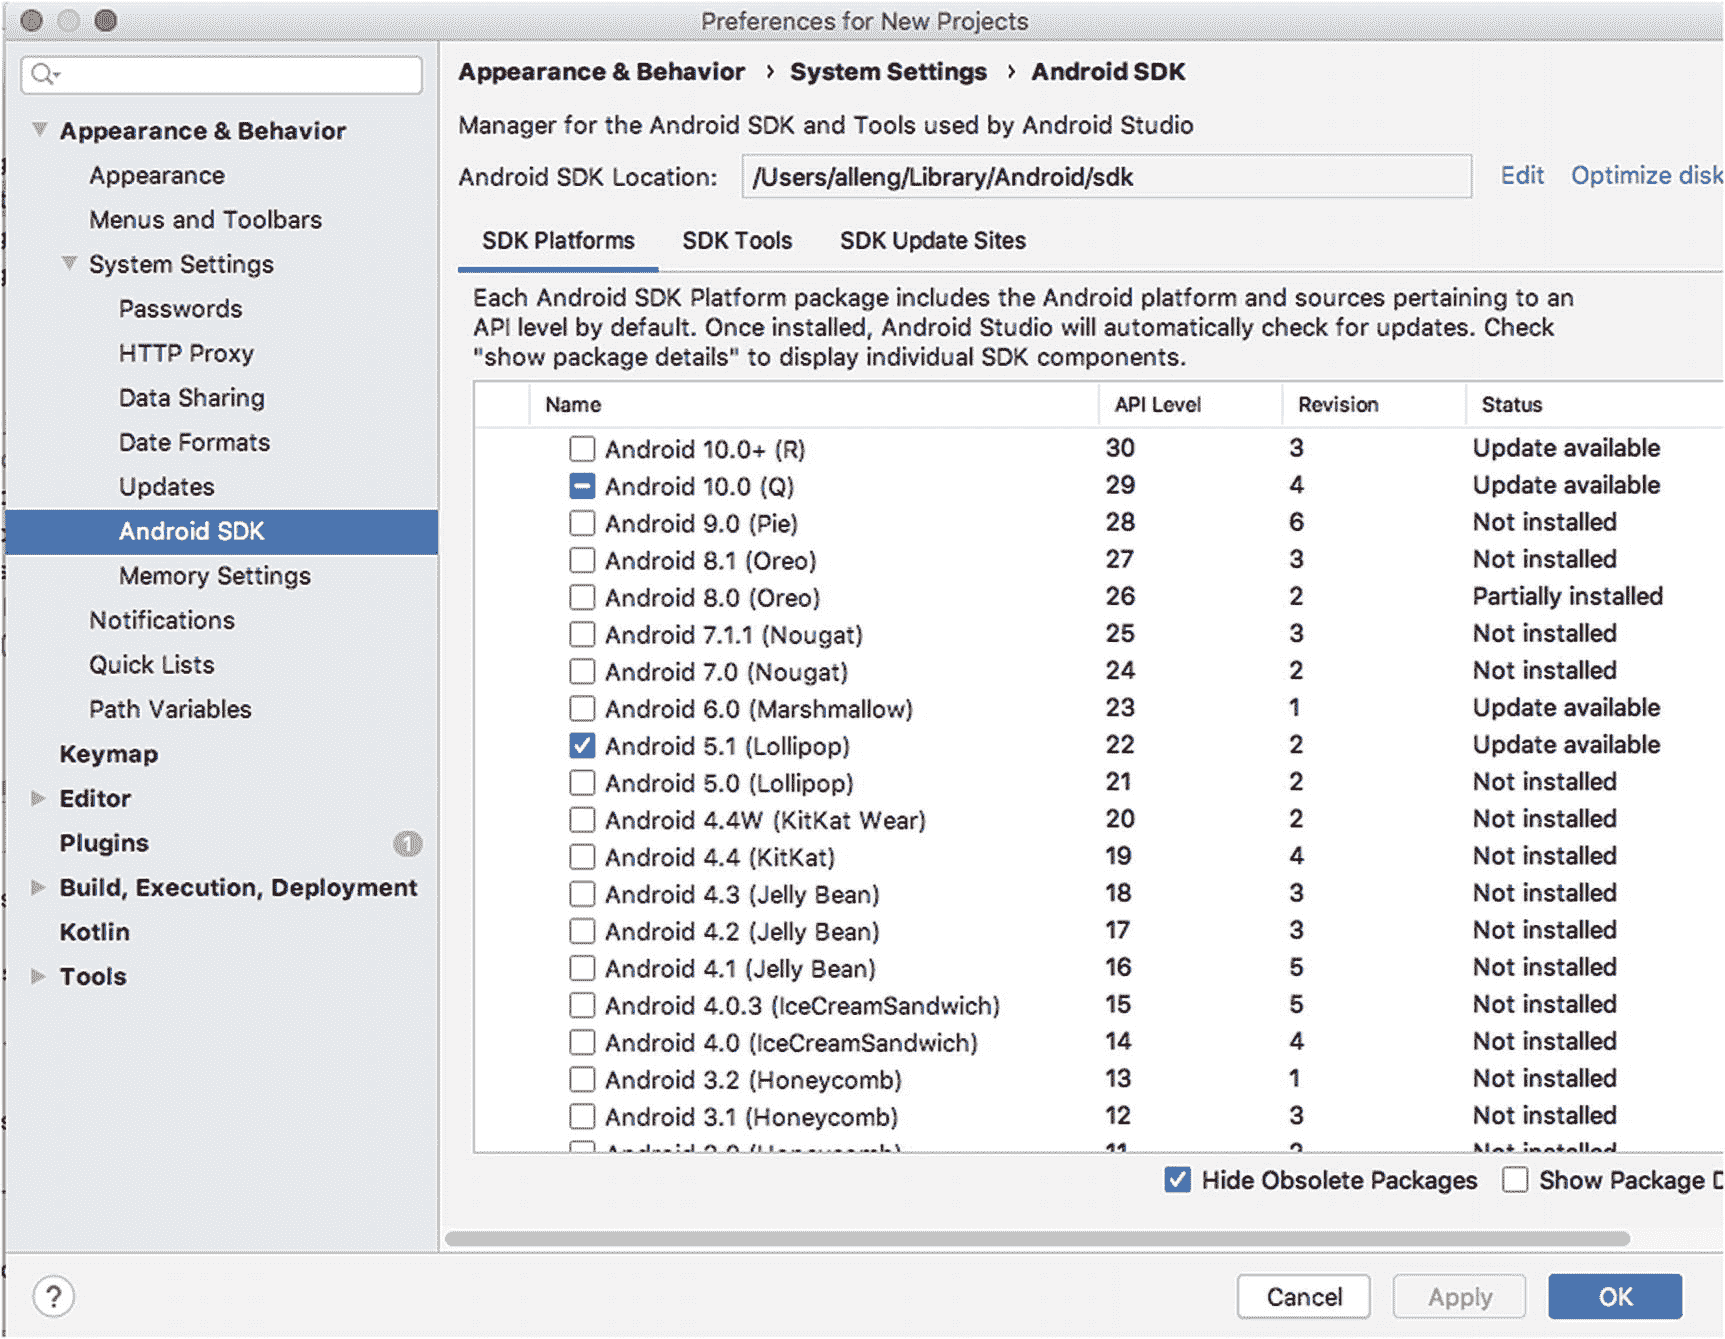 Preferences for New Projects
Appearance & Behavior
Appearance
Menus and Toolbars
System Settings
Passwords
HTTP Proxy
Data Sharing
Date Formats
Updates
Android SDK
Memory Settings
Notifications
Quick Lists
Path Variables
Keymap
Editor
Plugins 1
Build, Execution, Deployment
Kotlin
Tools
Appearance & Behavior › System Settings › Android SDK
Manager for the Android SDK and Tools used by Android Studio
Android SDK Location: /Users/alleng/Library/Android/sdk Edit Optimize disk
SDK Platforms SDK Tools SDK Update Sites
Each Android SDK Platform package includes the Android platform and sources pertaining to an
API level by default. Once installed, Android Studio will automatically check for updates. Check
"show package details" to display individual SDK components.
Name API Level Revision Status
Android 10.0+ (R) 30 3 Update available
Android 10.0 (Q) 29 4 Update available
Android 9.0 (Pie) 28 6 Not installed
Android 8.1 (Oreo) 27 3 Not installed
Android 8.0 (Oreo) 26 2 Partially installed
Android 7.1.1 (Nougat) 25 3 Not installed
Android 7.0 (Nougat) 24 2 Not installed
Android 6.0 (Marshmallow) 23 1 Update available
Android 5.1 (Lollipop) 22 2 Update available
Android 5.0 (Lollipop) 21 2 Not installed
Android 4.4W (KitKat Wear) 20 2 Not installed
Android 4.4 (KitKat) 19 4 Not installed
Android 4.3 (Jelly Bean) 18 3 Not installed
Android 4.2 (Jelly Bean) 17 3 Not installed
Android 4.1 (Jelly Bean) 16 5 Not installed
Android 4.0.3 (IceCreamSandwich) 15 5 Not installed
Android 4.0 (IceCreamSandwich) 14 4 Not installed
Android 3.2 (Honeycomb) 13 1 Not installed
Android 3.1 (Honeycomb) 12 3 Not installed
Android 3.0 (Honeycomb) 11 2 Not installed
Hide Obsolete Packages Show Package D
? Cancel Apply OK